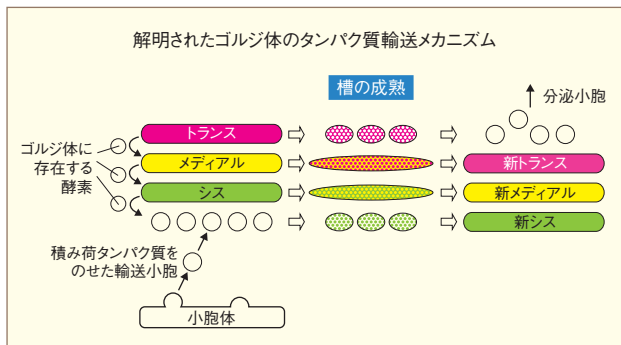 解明されたゴルジ体のタンパク質輸送メカニズム
槽の成熟
分泌小胞
トランス
ゴルジ体に
存在する
酵素
メディアル
新トランス
シス
新メディアル
新シス
積み荷タンパク質を
のせた輸送小胞
小胞体